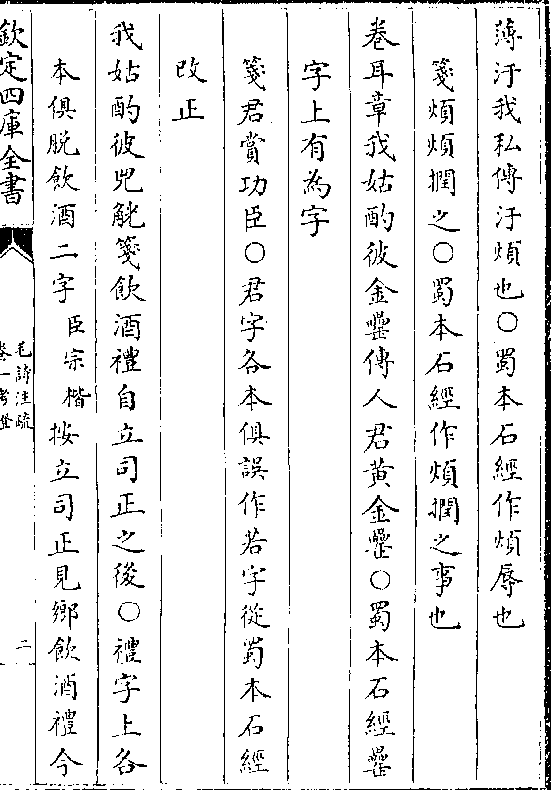 薄汙我私傳汙煩也○蜀本石經作煩辱也
箋煩煩撋之○蜀本石經作煩撋之事也
卷耳章我姑酌彼金罍傳人君黄金罍○蜀本石經罍
字上有為字
箋君賞功臣○君字各本俱誤作若字從蜀本石經
改正
我姑酌彼兕觥箋飲酒禮自立司正之後○禮字上各
本俱脱飲酒二字臣宗楷按立司正見鄉飲酒禮今
欽定四庫全書
毛詩注疏
卷一考證
二